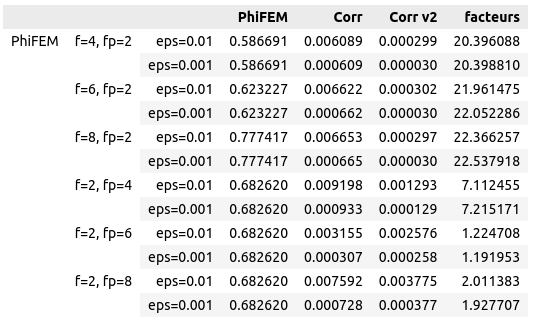 PhiFEM Corr Corr v2 facteurs
PhiFEM f=4, fp=2 eps=0.01 0.586691 0.006089 0.000299 20.396088
eps=0.001 0.586691 0.000609 0.000030 20.398810
f=6, fp=2 eps=0.01 0.623227 0.006622 0.000302 21.961475
eps=0.001 0.623227 0.000662 0.000030 22.052286
f=8, fp=2 eps=0.01 0.777417 0.006653 0.000297 22.366257
eps=0.001 0.777417 0.000665 0.000030 22.537918
f=2, fp=4 eps=0.01 0.682620 0.009198 0.001293 7.112455
eps=0.001 0.682620 0.000933 0.000129 7.215171
f=2, fp=6 eps=0.01 0.682620 0.003155 0.002576 1.224708
eps=0.001 0.682620 0.000307 0.000258 1.191953
f=2, fp=8 eps=0.01 0.682620 0.007592 0.003775 2.011383
eps=0.001 0.682620 0.000728 0.000377 1.927707